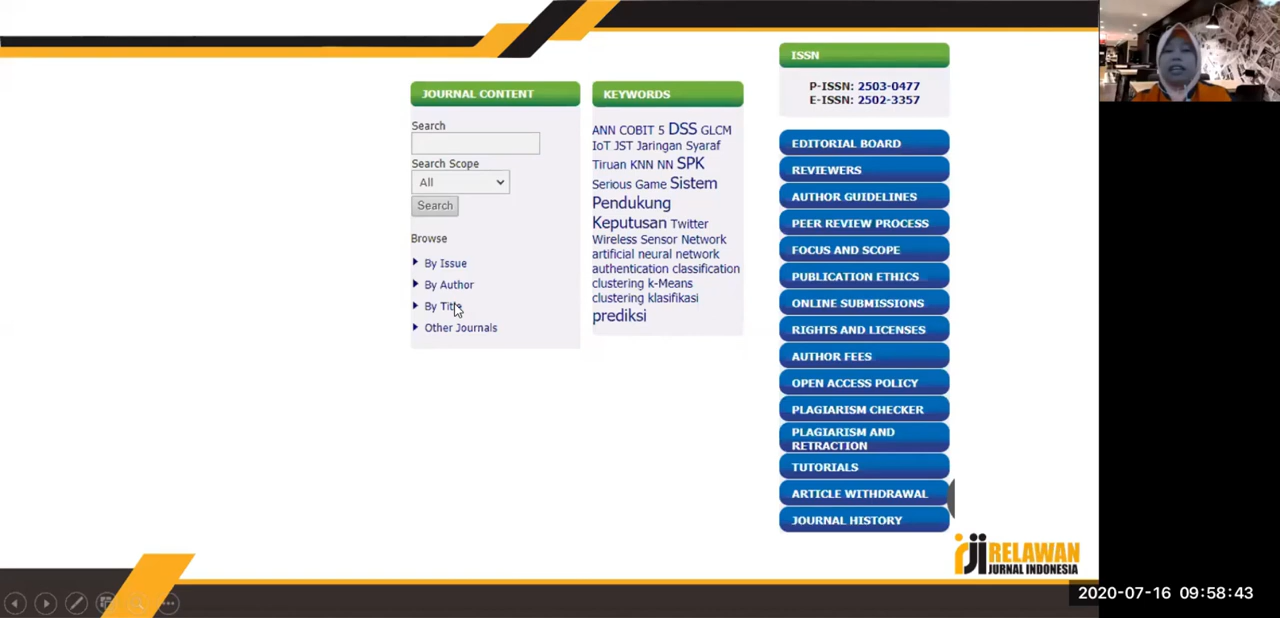 JOURNAL CONTENT
Search
Search Scope
All
Search
Browse
By Issue
By Author
By Title
Other Journals
KEYWORDS
ANN COBIT 5 DSS GLCM
IoT JST Jaringan Syaraf
Tiruan KNN NN SPK
Serious Game Sistem
Pendukung
Keputusan Twitter
Wireless Sensor Network
artificial neural network
authentication classification
clustering k-Means
clustering klasifikasi
prediksi
ISSN
P-ISSN: 2503-0477
E-ISSN: 2502-3357
EDITORIAL BOARD
REVIEWERS
AUTHOR GUIDELINES
PEER REVIEW PROCESS
FOCUS AND SCOPE
PUBLICATION ETHICS
ONLINE SUBMISSIONS
RIGHTS AND LICENSES
AUTHOR FEES
OPEN ACCESS POLICY
PLAGIARISM CHECKER
PLAGIARISM AND
RETRACTION
TUTORIALS
ARTICLE WITHDRAWAL
JOURNAL HISTORY
rji RELAWAN
JURNAL INDONESIA
2020-07-16 09:58:43